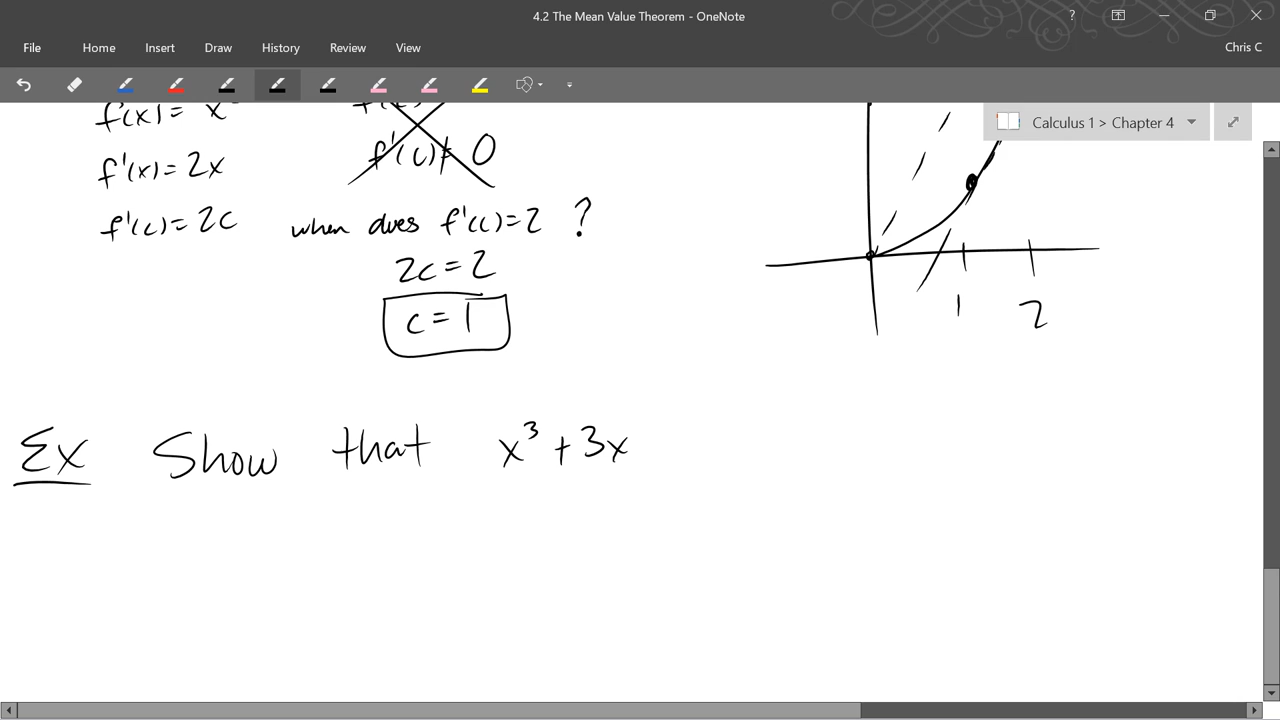 4.2 The Mean Value Theorem - OneNote
?
File Home Insert Draw History Review View
Chris C
Calculus 1 > Chapter 4
f(x) = x
f'(x) = 2x
f'(c) 0
f'(c) = 2c when does f'(c) = 2 ?
2c = 2
c = 1
1 2
Ex Show that x³ + 3x